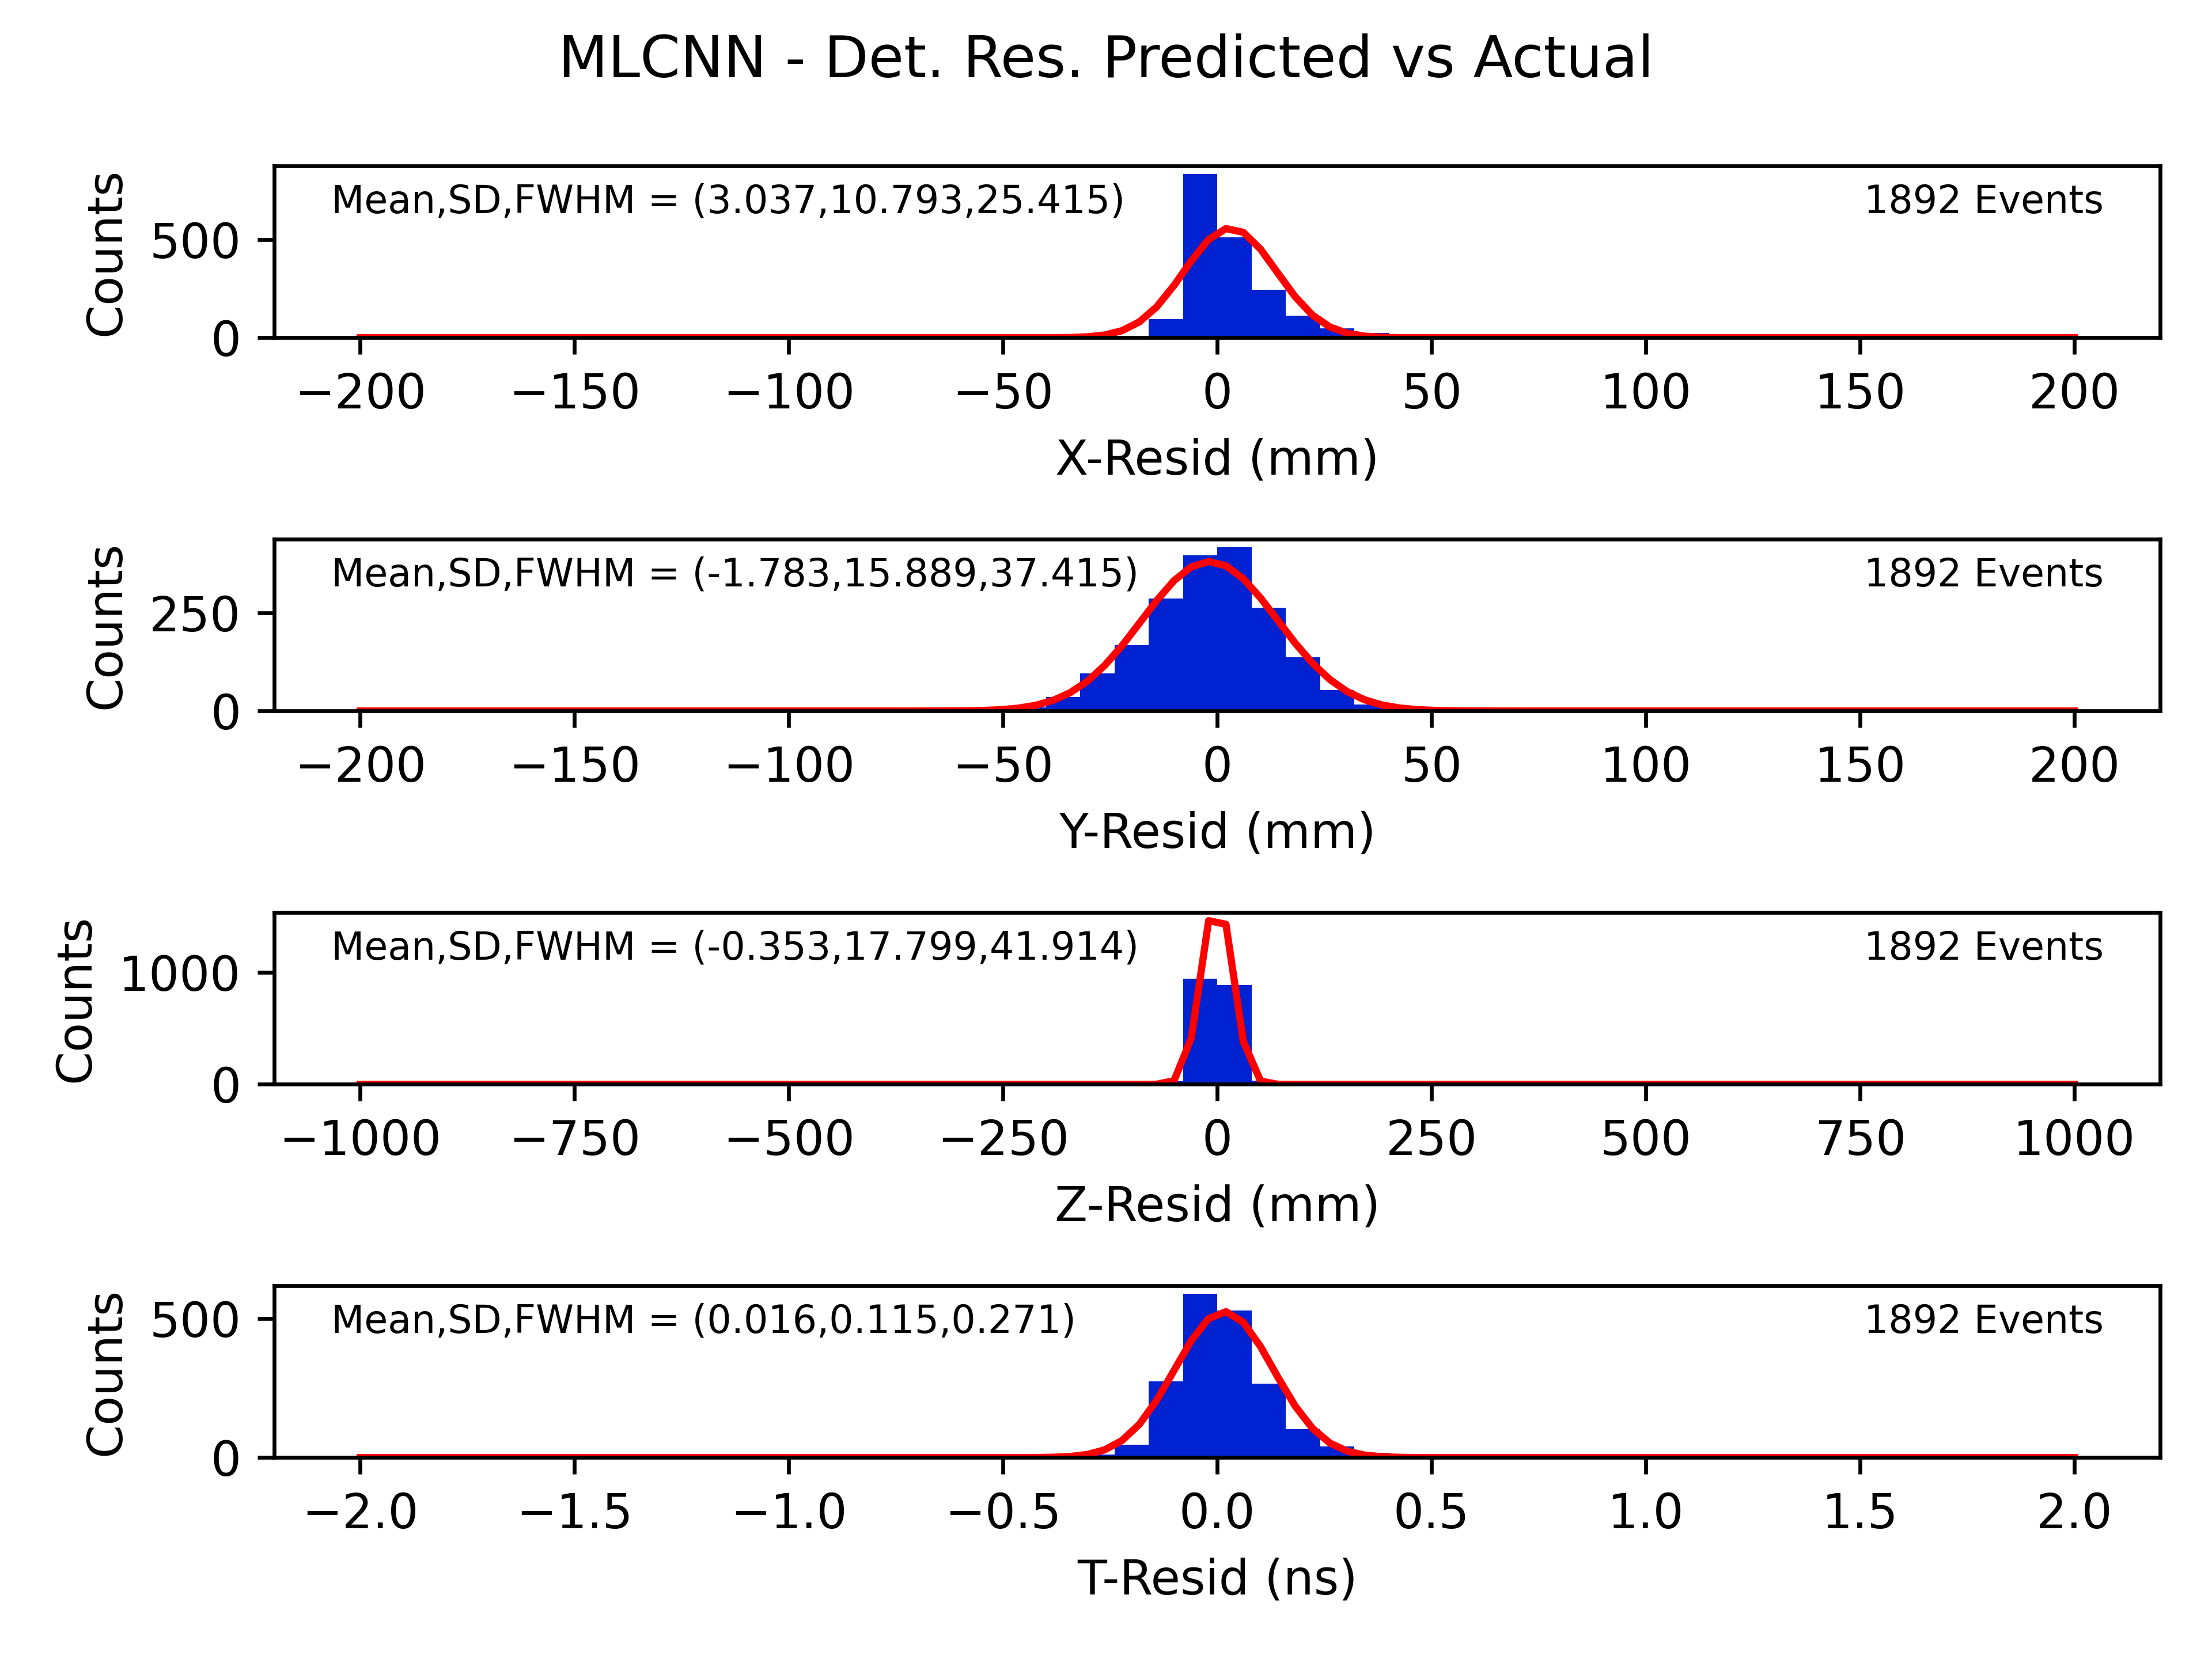 MLCNN - Det. Res. Predicted vs Actual
Counts
500
0
Mean,SD,FWHM = (3.037,10.793,25.415)
1892 Events
−200 −150 −100 −50 0 50 100 150 200
X-Resid (mm)
Counts
250
0
Mean,SD,FWHM = (-1.783,15.889,37.415)
1892 Events
−200 −150 −100 −50 0 50 100 150 200
Y-Resid (mm)
Counts
1000
0
Mean,SD,FWHM = (-0.353,17.799,41.914)
1892 Events
−1000 −750 −500 −250 0 250 500 750 1000
Z-Resid (mm)
Counts
500
0
Mean,SD,FWHM = (0.016,0.115,0.271)
1892 Events
−2.0 −1.5 −1.0 −0.5 0.0 0.5 1.0 1.5 2.0
T-Resid (ns)